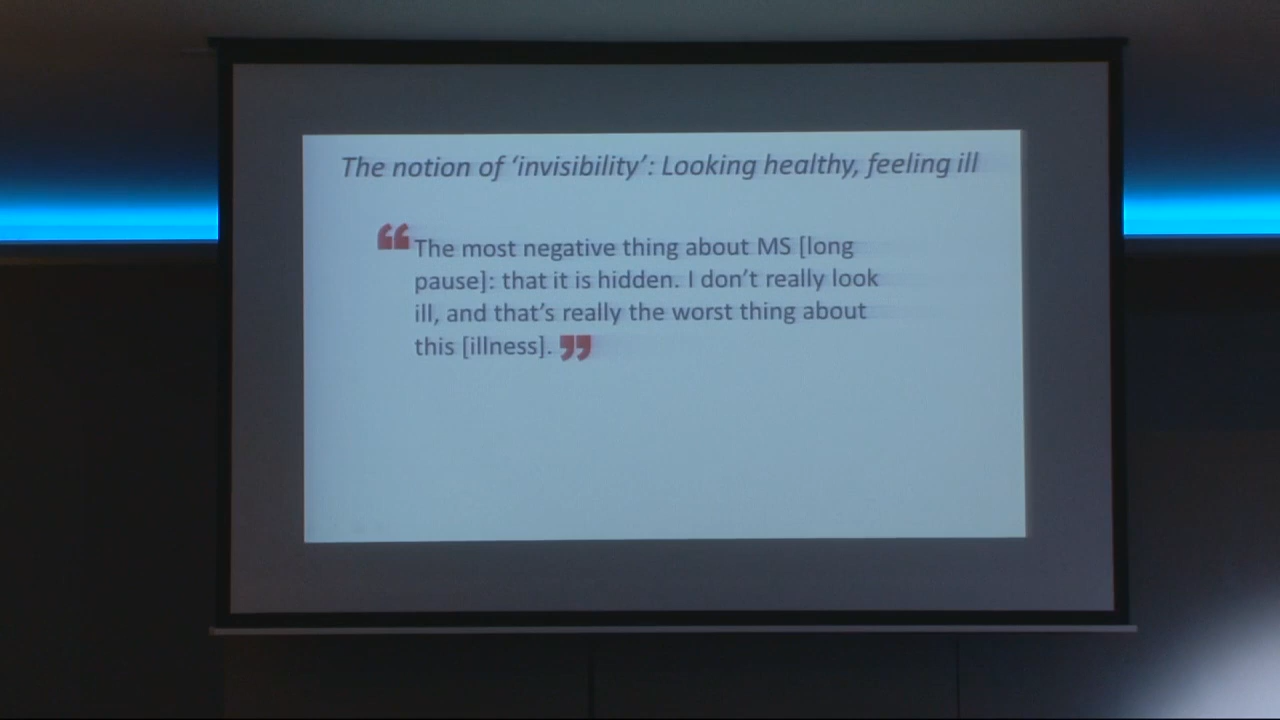 The notion of ‘invisibility’: Looking healthy, feeling ill
“ The most negative thing about MS [long
pause]: that it is hidden. I don’t really look
ill, and that’s really the worst thing about
this [illness]. ”